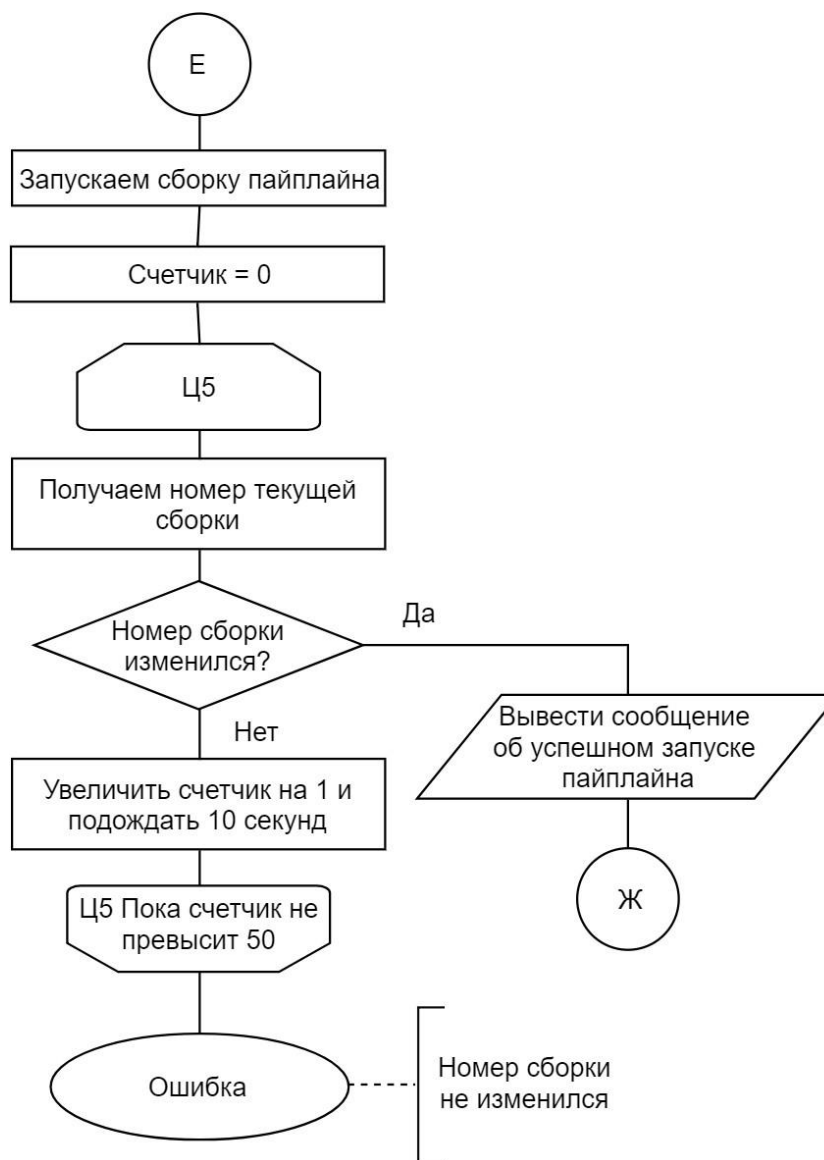 Е
Запускаем сборку пайплайна
Счетчик = 0
Ц5
Получаем номер текущей
сборки
Номер сборки
изменился?
Да
Нет
Вывести сообщение
об успешном запуске
пайплайна
Увеличить счетчик на 1 и
подождать 10 секунд
Ж
Ц5 Пока счетчик не
превысит 50
Ошибка
Номер сборки
не изменился